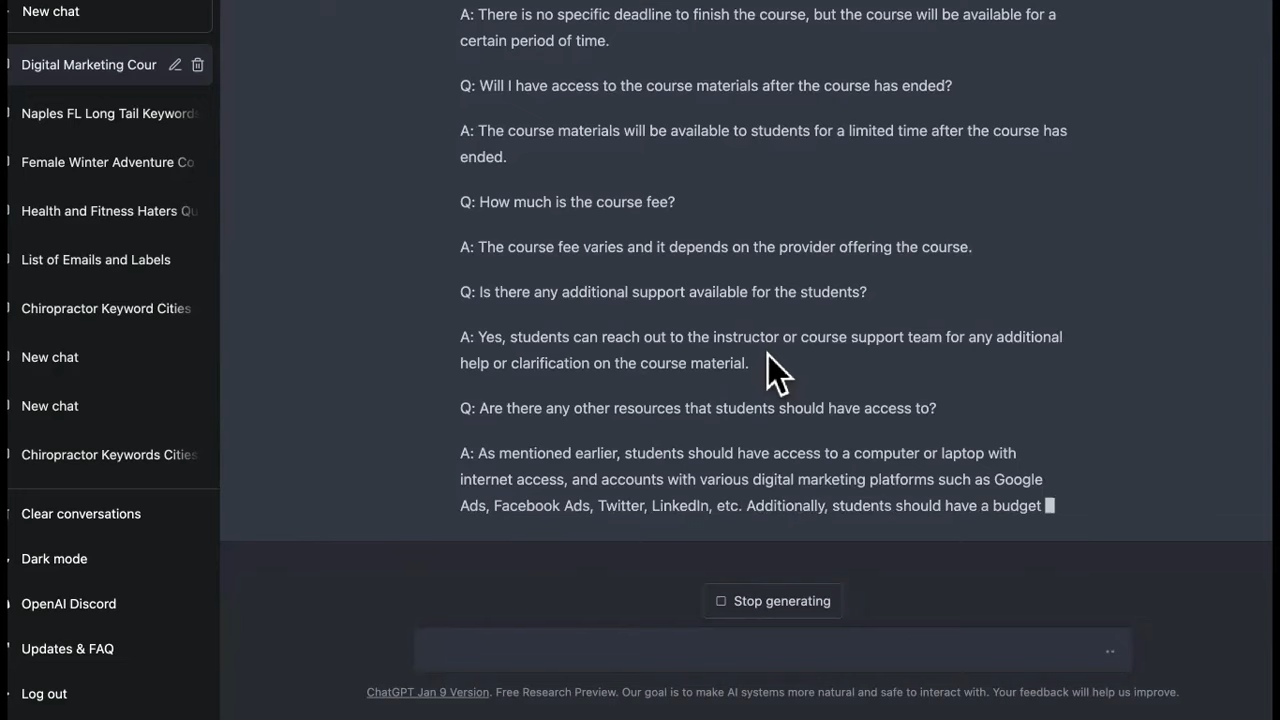 New chat
Digital Marketing Cour
Naples FL Long Tail Keywords
Female Winter Adventure Co
Health and Fitness Haters Qu
List of Emails and Labels
Chiropractor Keyword Cities
New chat
New chat
Chiropractor Keywords Cities
Clear conversations
Dark mode
OpenAI Discord
Updates & FAQ
Log out
A: There is no specific deadline to finish the course, but the course will be available for a
certain period of time.
Q: Will I have access to the course materials after the course has ended?
A: The course materials will be available to students for a limited time after the course has
ended.
Q: How much is the course fee?
A: The course fee varies and it depends on the provider offering the course.
Q: Is there any additional support available for the students?
A: Yes, students can reach out to the instructor or course support team for any additional
help or clarification on the course material.
Q: Are there any other resources that students should have access to?
A: As mentioned earlier, students should have access to a computer or laptop with
internet access, and accounts with various digital marketing platforms such as Google
Ads, Facebook Ads, Twitter, LinkedIn, etc. Additionally, students should have a budget
Stop generating
ChatGPT Jan 9 Version. Free Research Preview. Our goal is to make AI systems more natural and safe to interact with. Your feedback will help us improve.